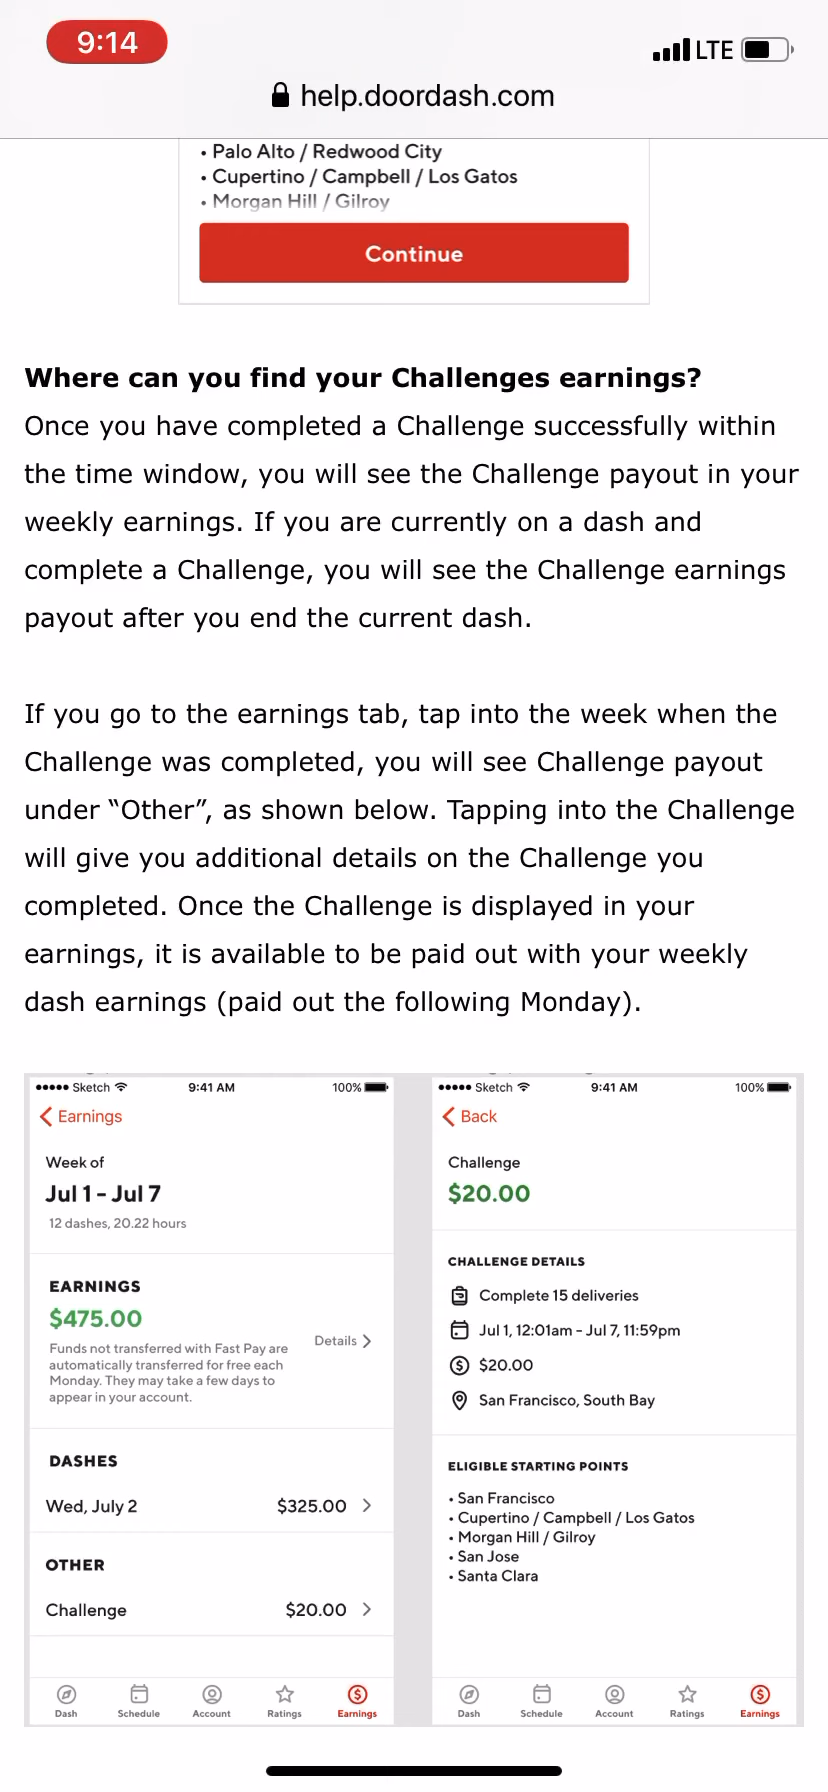 9:14
LTE
help.doordash.com
• Palo Alto / Redwood City
• Cupertino / Campbell / Los Gatos
• Morgan Hill / Gilroy
Continue
Where can you find your Challenges earnings?
Once you have completed a Challenge successfully within
the time window, you will see the Challenge payout in your
weekly earnings. If you are currently on a dash and
complete a Challenge, you will see the Challenge earnings
payout after you end the current dash.
If you go to the earnings tab, tap into the week when the
Challenge was completed, you will see Challenge payout
under “Other”, as shown below. Tapping into the Challenge
will give you additional details on the Challenge you
completed. Once the Challenge is displayed in your
earnings, it is available to be paid out with your weekly
dash earnings (paid out the following Monday).
Sketch 9:41 AM 100%
Earnings
Week of
Jul 1 - Jul 7
12 dashes, 20.22 hours
EARNINGS
$475.00
Funds not transferred with Fast Pay are
automatically transferred for free each
Monday. They may take a few days to
appear in your account.
Details
DASHES
Wed, July 2 $325.00
OTHER
Challenge $20.00
Dash Schedule Account Ratings Earnings
Sketch 9:41 AM 100%
Back
Challenge
$20.00
CHALLENGE DETAILS
Complete 15 deliveries
Jul 1, 12:01am - Jul 7, 11:59pm
$20.00
San Francisco, South Bay
ELIGIBLE STARTING POINTS
• San Francisco
• Cupertino / Campbell / Los Gatos
• Morgan Hill / Gilroy
• San Jose
• Santa Clara
Dash Schedule Account Ratings Earnings